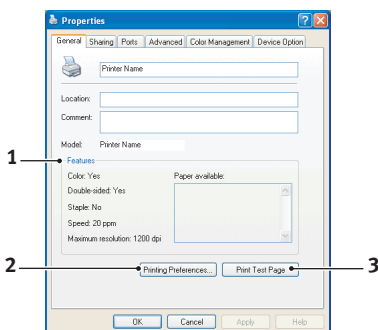 Properties
General Sharing Ports Advanced Color Management Device Option
Printer Name
Location:
Comment:
Model: Printer Name
1
Features
Color: Yes Paper available:
Double-sided: Yes
Staple: No
Speed: 20 ppm
Maximum resolution: 1200 dpi
2 Printing Preferences... Print Test Page 3
OK Cancel Apply Help